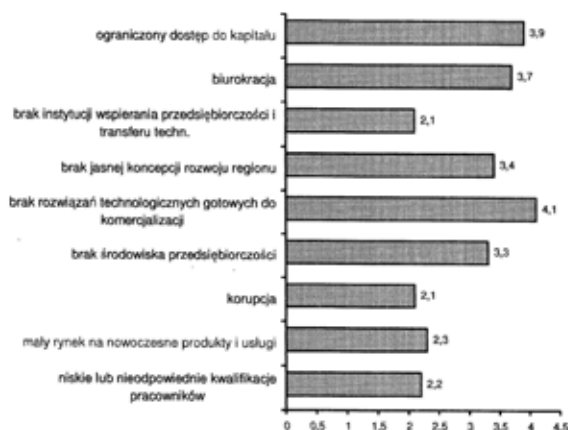 ograniczony dostęp do kapitału
3,9
biurokracja
3,7
brak instytucji wspierania przedsiębiorczości i
transferu techn.
2,1
brak jasnej koncepcji rozwoju regionu
3,4
brak rozwiązań technologicznych gotowych do
komercjalizacji
4,1
brak środowiska przedsiębiorczości
3,3
korupcja
2,1
mały rynek na nowoczesne produkty i usługi
2,3
niskie lub nieodpowiednie kwalifikacje
pracowników
2,2
0 0,5 1 1,5 2 2,5 3 3,5 4 4,5